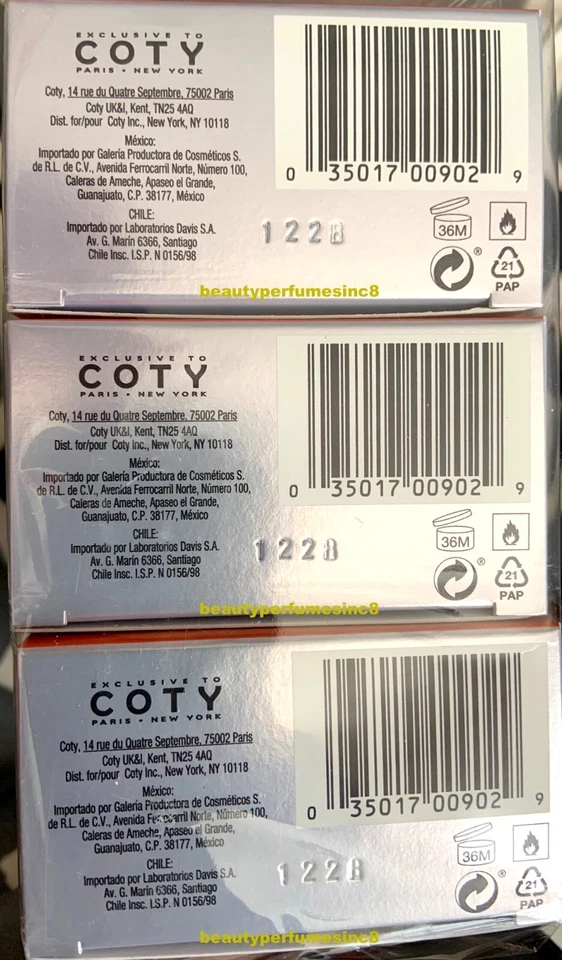 EXCLUSIVE TO
COTY
PARIS • NEW YORK
Coty, 14 rue du Quatre Septembre, 75002 Paris
Coty UK&I, Kent, TN25 4AQ
Dist. for/pour Coty Inc., New York, NY 10118
México:
Importado por Galería Productora de Cosméticos S.
de R.L. de C.V., Avenida Ferrocarril Norte, Número 100,
Caleras de Ameche, Apaseo el Grande,
Guanajuato, C.P. 38177, México
CHILE:
Importado por Laboratorios Davis S.A.
Av. G. Marín 6366, Santiago
Chile Insc. I.S.P. N 0156/98
0 35017 00902 9
1228
36M
®
21
PAP
beautyperfumesinc8
EXCLUSIVE TO
COTY
PARIS • NEW YORK
Coty, 14 rue du Quatre Septembre, 75002 Paris
Coty UK&I, Kent, TN25 4AQ
Dist. for/pour Coty Inc., New York, NY 10118
México:
Importado por Galería Productora de Cosméticos S.
de R.L. de C.V., Avenida Ferrocarril Norte, Número 100,
Caleras de Ameche, Apaseo el Grande,
Guanajuato, C.P. 38177, México
CHILE:
Importado por Laboratorios Davis S.A.
Av. G. Marín 6366, Santiago
Chile Insc. I.S.P. N 0156/98
0 35017 00902 9
1228
36M
®
21
PAP
beautyperfumesinc8
EXCLUSIVE TO
COTY
PARIS • NEW YORK
Coty, 14 rue du Quatre Septembre, 75002 Paris
Coty UK&I, Kent, TN25 4AQ
Dist. for/pour Coty Inc., New York, NY 10118
México:
Importado por Galería Productora de Cosméticos S.
de R.L. de C.V., Avenida Ferrocarril Norte, Número 100,
Caleras de Ameche, Apaseo el Grande,
Guanajuato, C.P. 38177, México
CHILE:
Importado por Laboratorios Davis S.A.
Av. G. Marín 6366, Santiago
Chile Insc. I.S.P. N 0156/98
0 35017 00902 9
1228
36M
®
21
PAP
beautyperfumesinc8